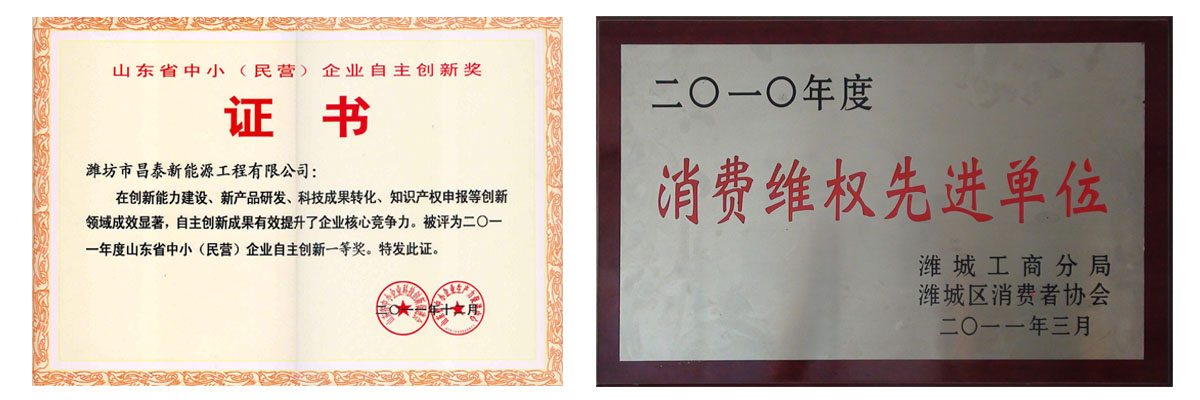 山东省中小（民营）企业自主创新奖
证 书
潍坊市昌泰新能源工程有限公司：
在创新能力建设、新产品研发、科技成果转化、知识产权申报等创新
领域成效显著，自主创新成果有效提升了企业核心竞争力。被评为二〇一
一年度山东省中小（民营）企业自主创新一等奖。特发此证。
二〇一一年十二月
二〇一〇年度
消费维权先进单位
潍城工商分局
潍城区消费者协会
二〇一一年三月